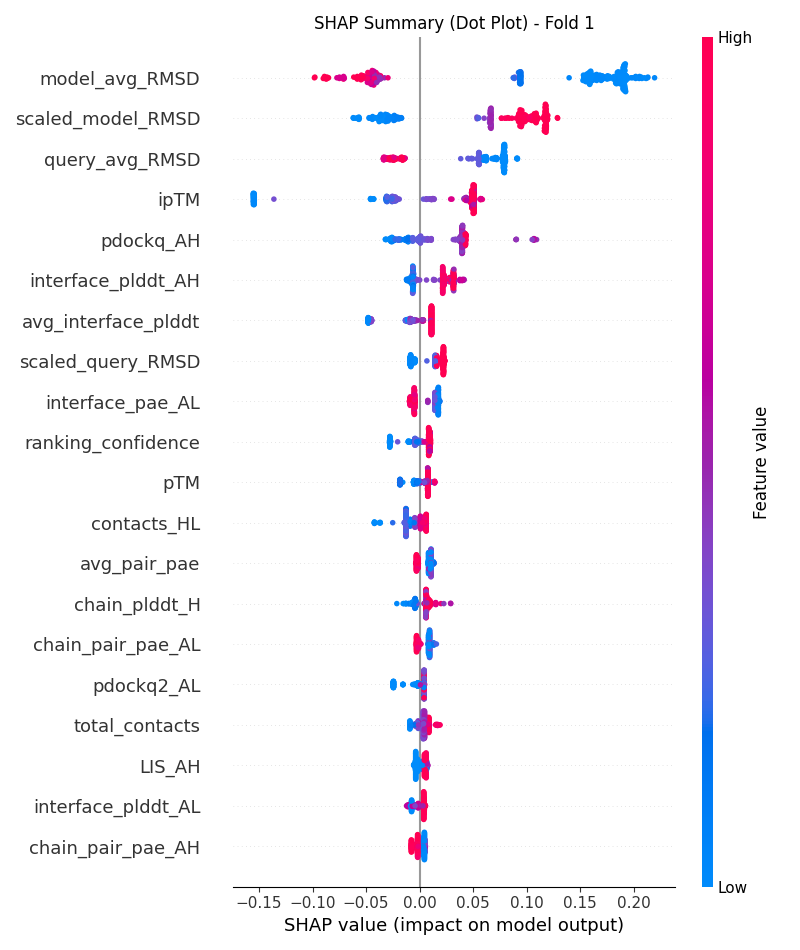 SHAP Summary (Dot Plot) - Fold 1
High
model_avg_RMSD
scaled_model_RMSD
query_avg_RMSD
ipTM
pdockq_AH
interface_plddt_AH
avg_interface_plddt
scaled_query_RMSD
interface_pae_AL
ranking_confidence
pTM
contacts_HL
avg_pair_pae
chain_plddt_H
chain_pair_pae_AL
pdockq2_AL
total_contacts
LIS_AH
interface_plddt_AL
chain_pair_pae_AH
Feature value
Low
−0.15 −0.10 −0.05 0.00 0.05 0.10 0.15 0.20
SHAP value (impact on model output)